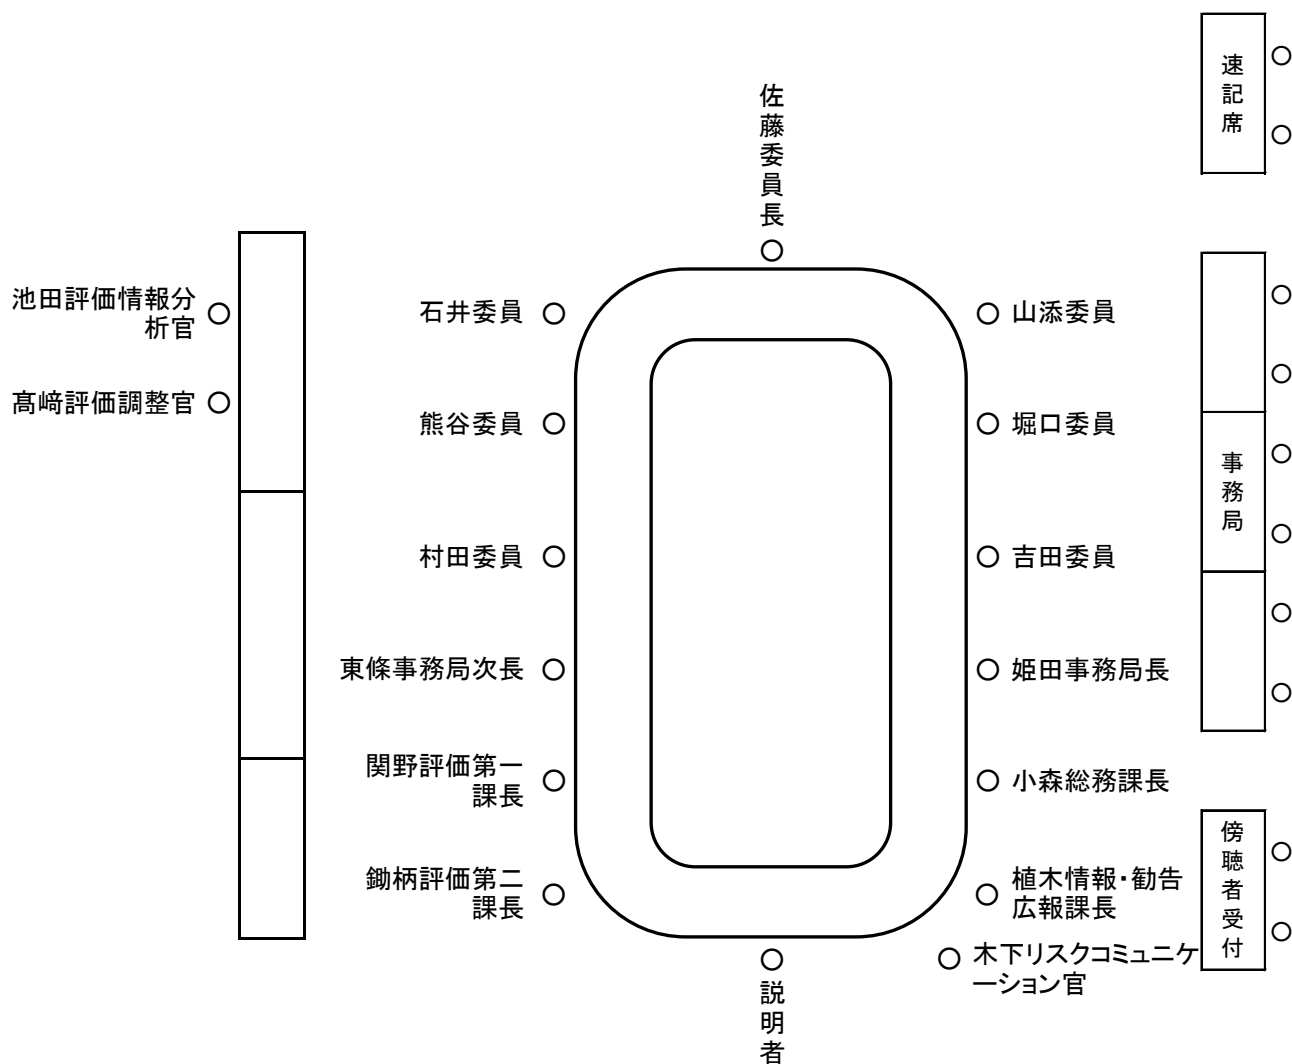 速記席
佐藤委員長
池田評価情報分
析官
石井委員
山添委員
髙﨑評価調整官
熊谷委員
堀口委員
事務局
村田委員
吉田委員
東條事務局次長
姫田事務局長
関野評価第一
課長
小森総務課長
傍聴者受付
鋤柄評価第二
課長
植木情報・勧告
広報課長
木下リスクコミュニケ
ーション官
説明者